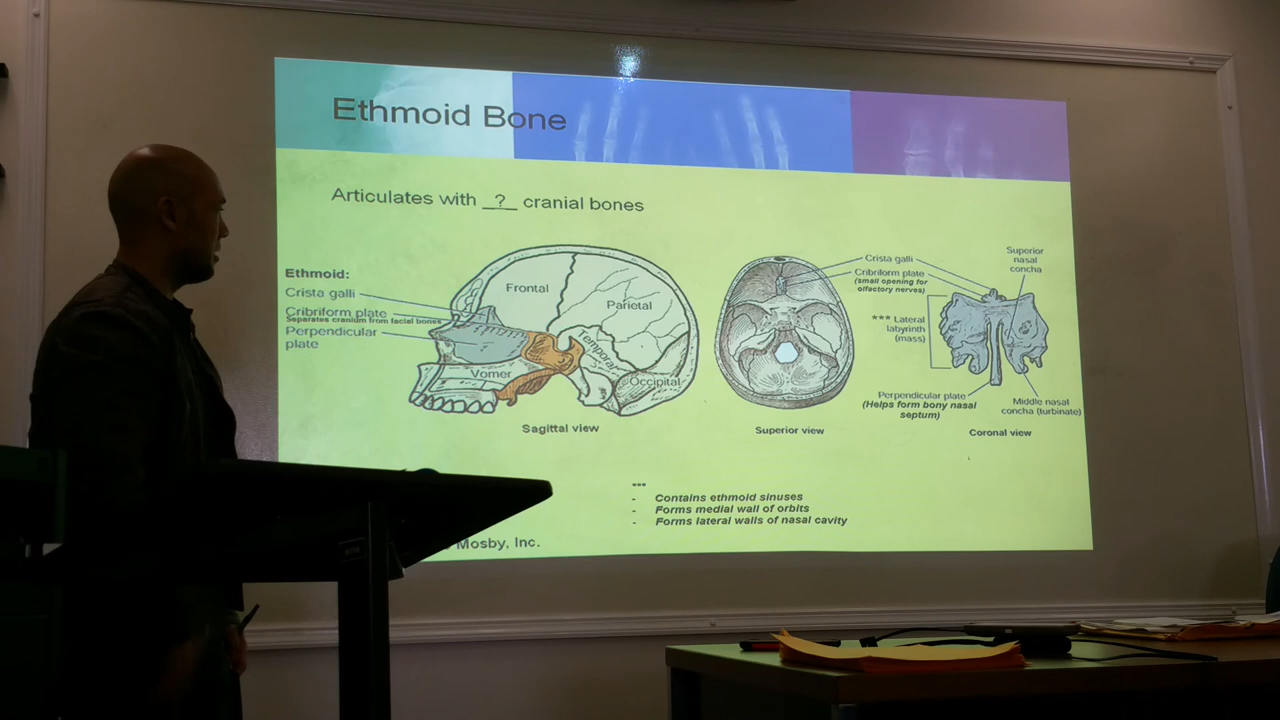 Ethmoid Bone
Articulates with __?__ cranial bones
Ethmoid:
Crista galli
Cribriform plate
Separates cranium from facial bones
Perpendicular
plate
Frontal
Parietal
Temporal
Occipital
Vomer
Sagittal view
Superior view
Crista galli
Cribriform plate
(small opening for
olfactory nerves)
Superior
nasal
concha
*** Lateral
labyrinth
(mass)
Perpendicular plate
(Helps form bony nasal
septum)
Middle nasal
concha (turbinate)
Coronal view
***
- Contains ethmoid sinuses
- Forms medial wall of orbits
- Forms lateral walls of nasal cavity
Mosby, Inc.